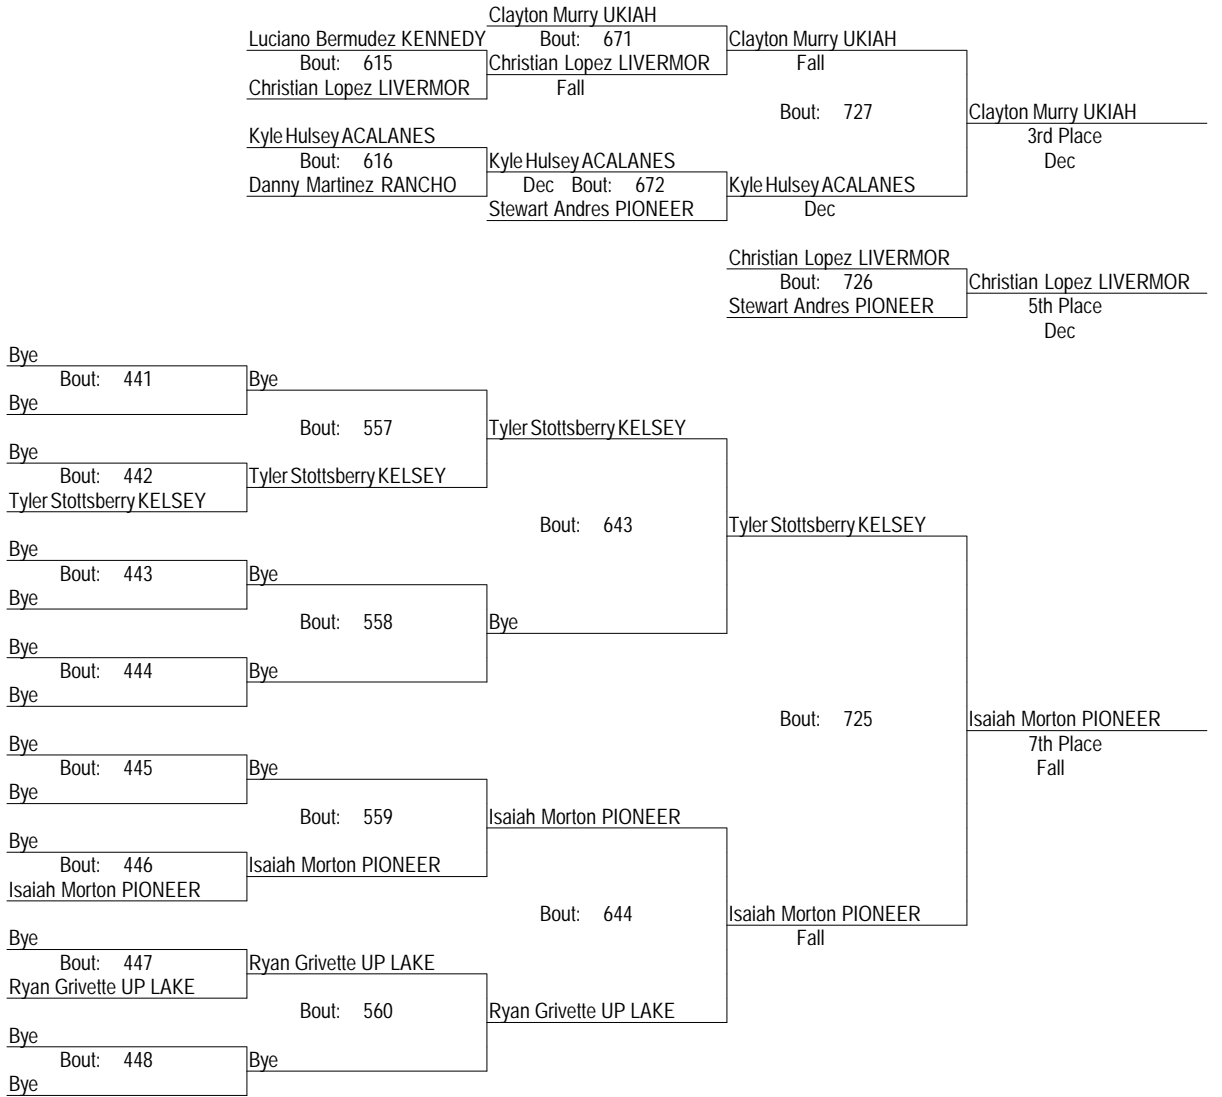 Clayton Murry UKIAH
Luciano Bermudez KENNEDY Bout: 671 Clayton Murry UKIAH
Bout: 615 Christian Lopez LIVERMOR Fall
Christian Lopez LIVERMOR Fall
Bout: 727 Clayton Murry UKIAH
Kyle Hulsey ACALANES 3rd Place
Bout: 616 Kyle Hulsey ACALANES Dec
Danny Martinez RANCHO Dec Bout: 672 Kyle Hulsey ACALANES
Stewart Andres PIONEER Dec
Christian Lopez LIVERMOR
Bout: 726 Christian Lopez LIVERMOR
Stewart Andres PIONEER 5th Place
Dec
Bye
Bout: 441 Bye
Bye
Bout: 557 Tyler Stottsberry KELSEY
Bye
Bout: 442 Tyler Stottsberry KELSEY
Tyler Stottsberry KELSEY
Bout: 643 Tyler Stottsberry KELSEY
Bye
Bout: 443 Bye
Bye
Bout: 558 Bye
Bye
Bout: 444 Bye
Bye
Bout: 725 Isaiah Morton PIONEER
Bye 7th Place
Bout: 445 Bye Fall
Bye
Bout: 559 Isaiah Morton PIONEER
Bye
Bout: 446 Isaiah Morton PIONEER
Isaiah Morton PIONEER
Bout: 644 Isaiah Morton PIONEER
Bye Fall
Bout: 447 Ryan Grivette UP LAKE
Ryan Grivette UP LAKE
Bout: 560 Ryan Grivette UP LAKE
Bye
Bout: 448 Bye
Bye